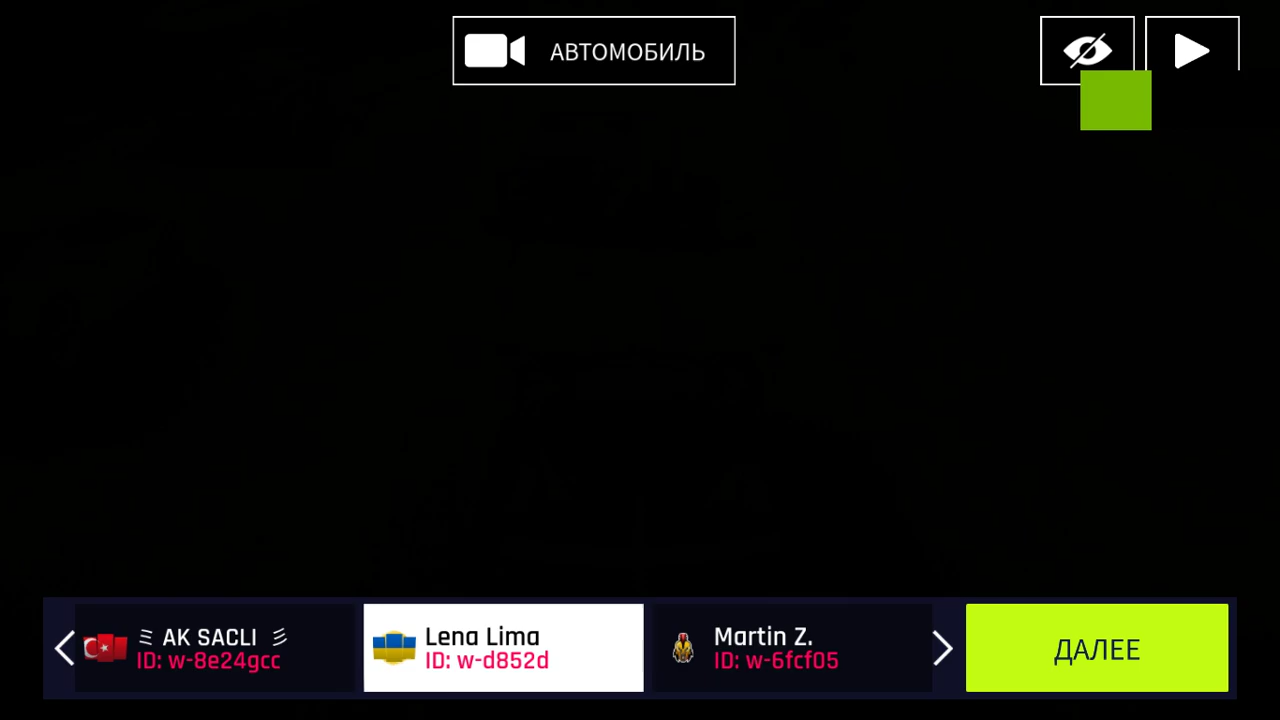 АВТОМОБИЛЬ
AK SACLI
ID: w-8e24gcc
Lena Lima
ID: w-d852d
Martin Z.
ID: w-6fcf05
ДАЛЕЕ